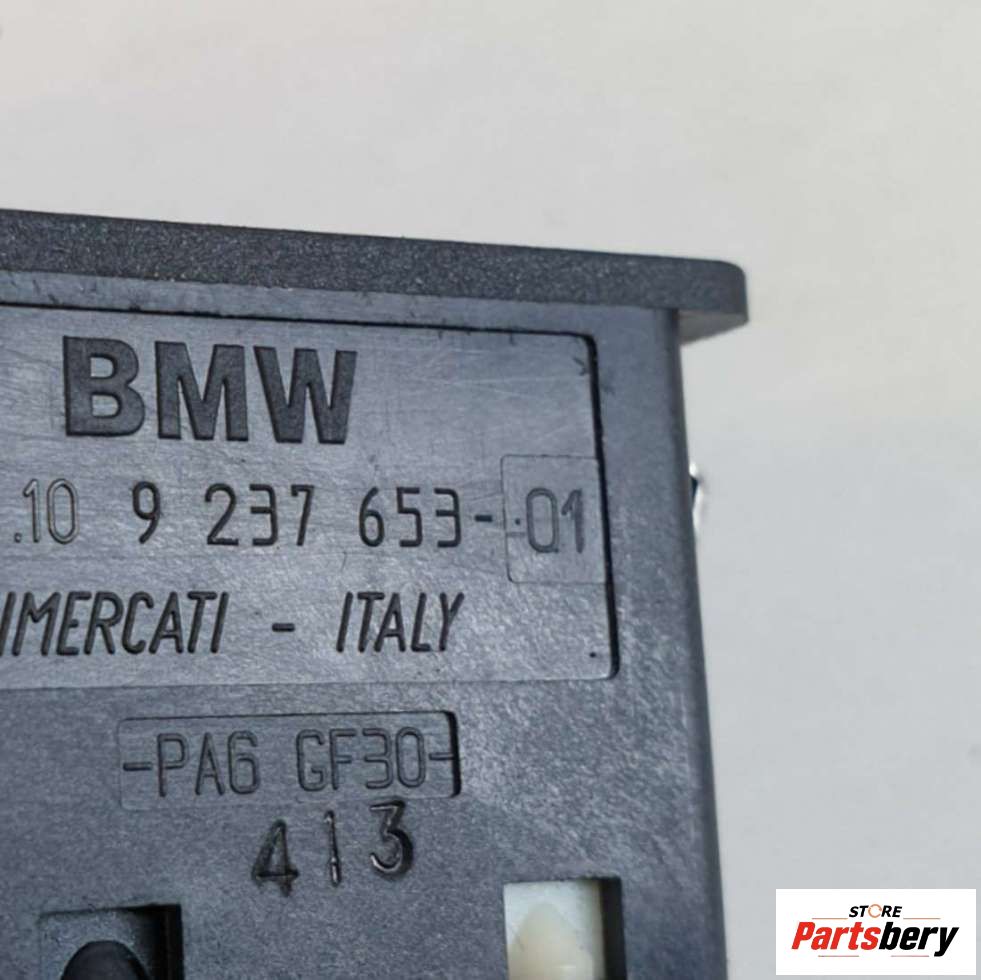 BMW
.10 9 237 653-.01
IMERCATI - ITALY
-PA6 GF30-
413
STORE
Partsbery